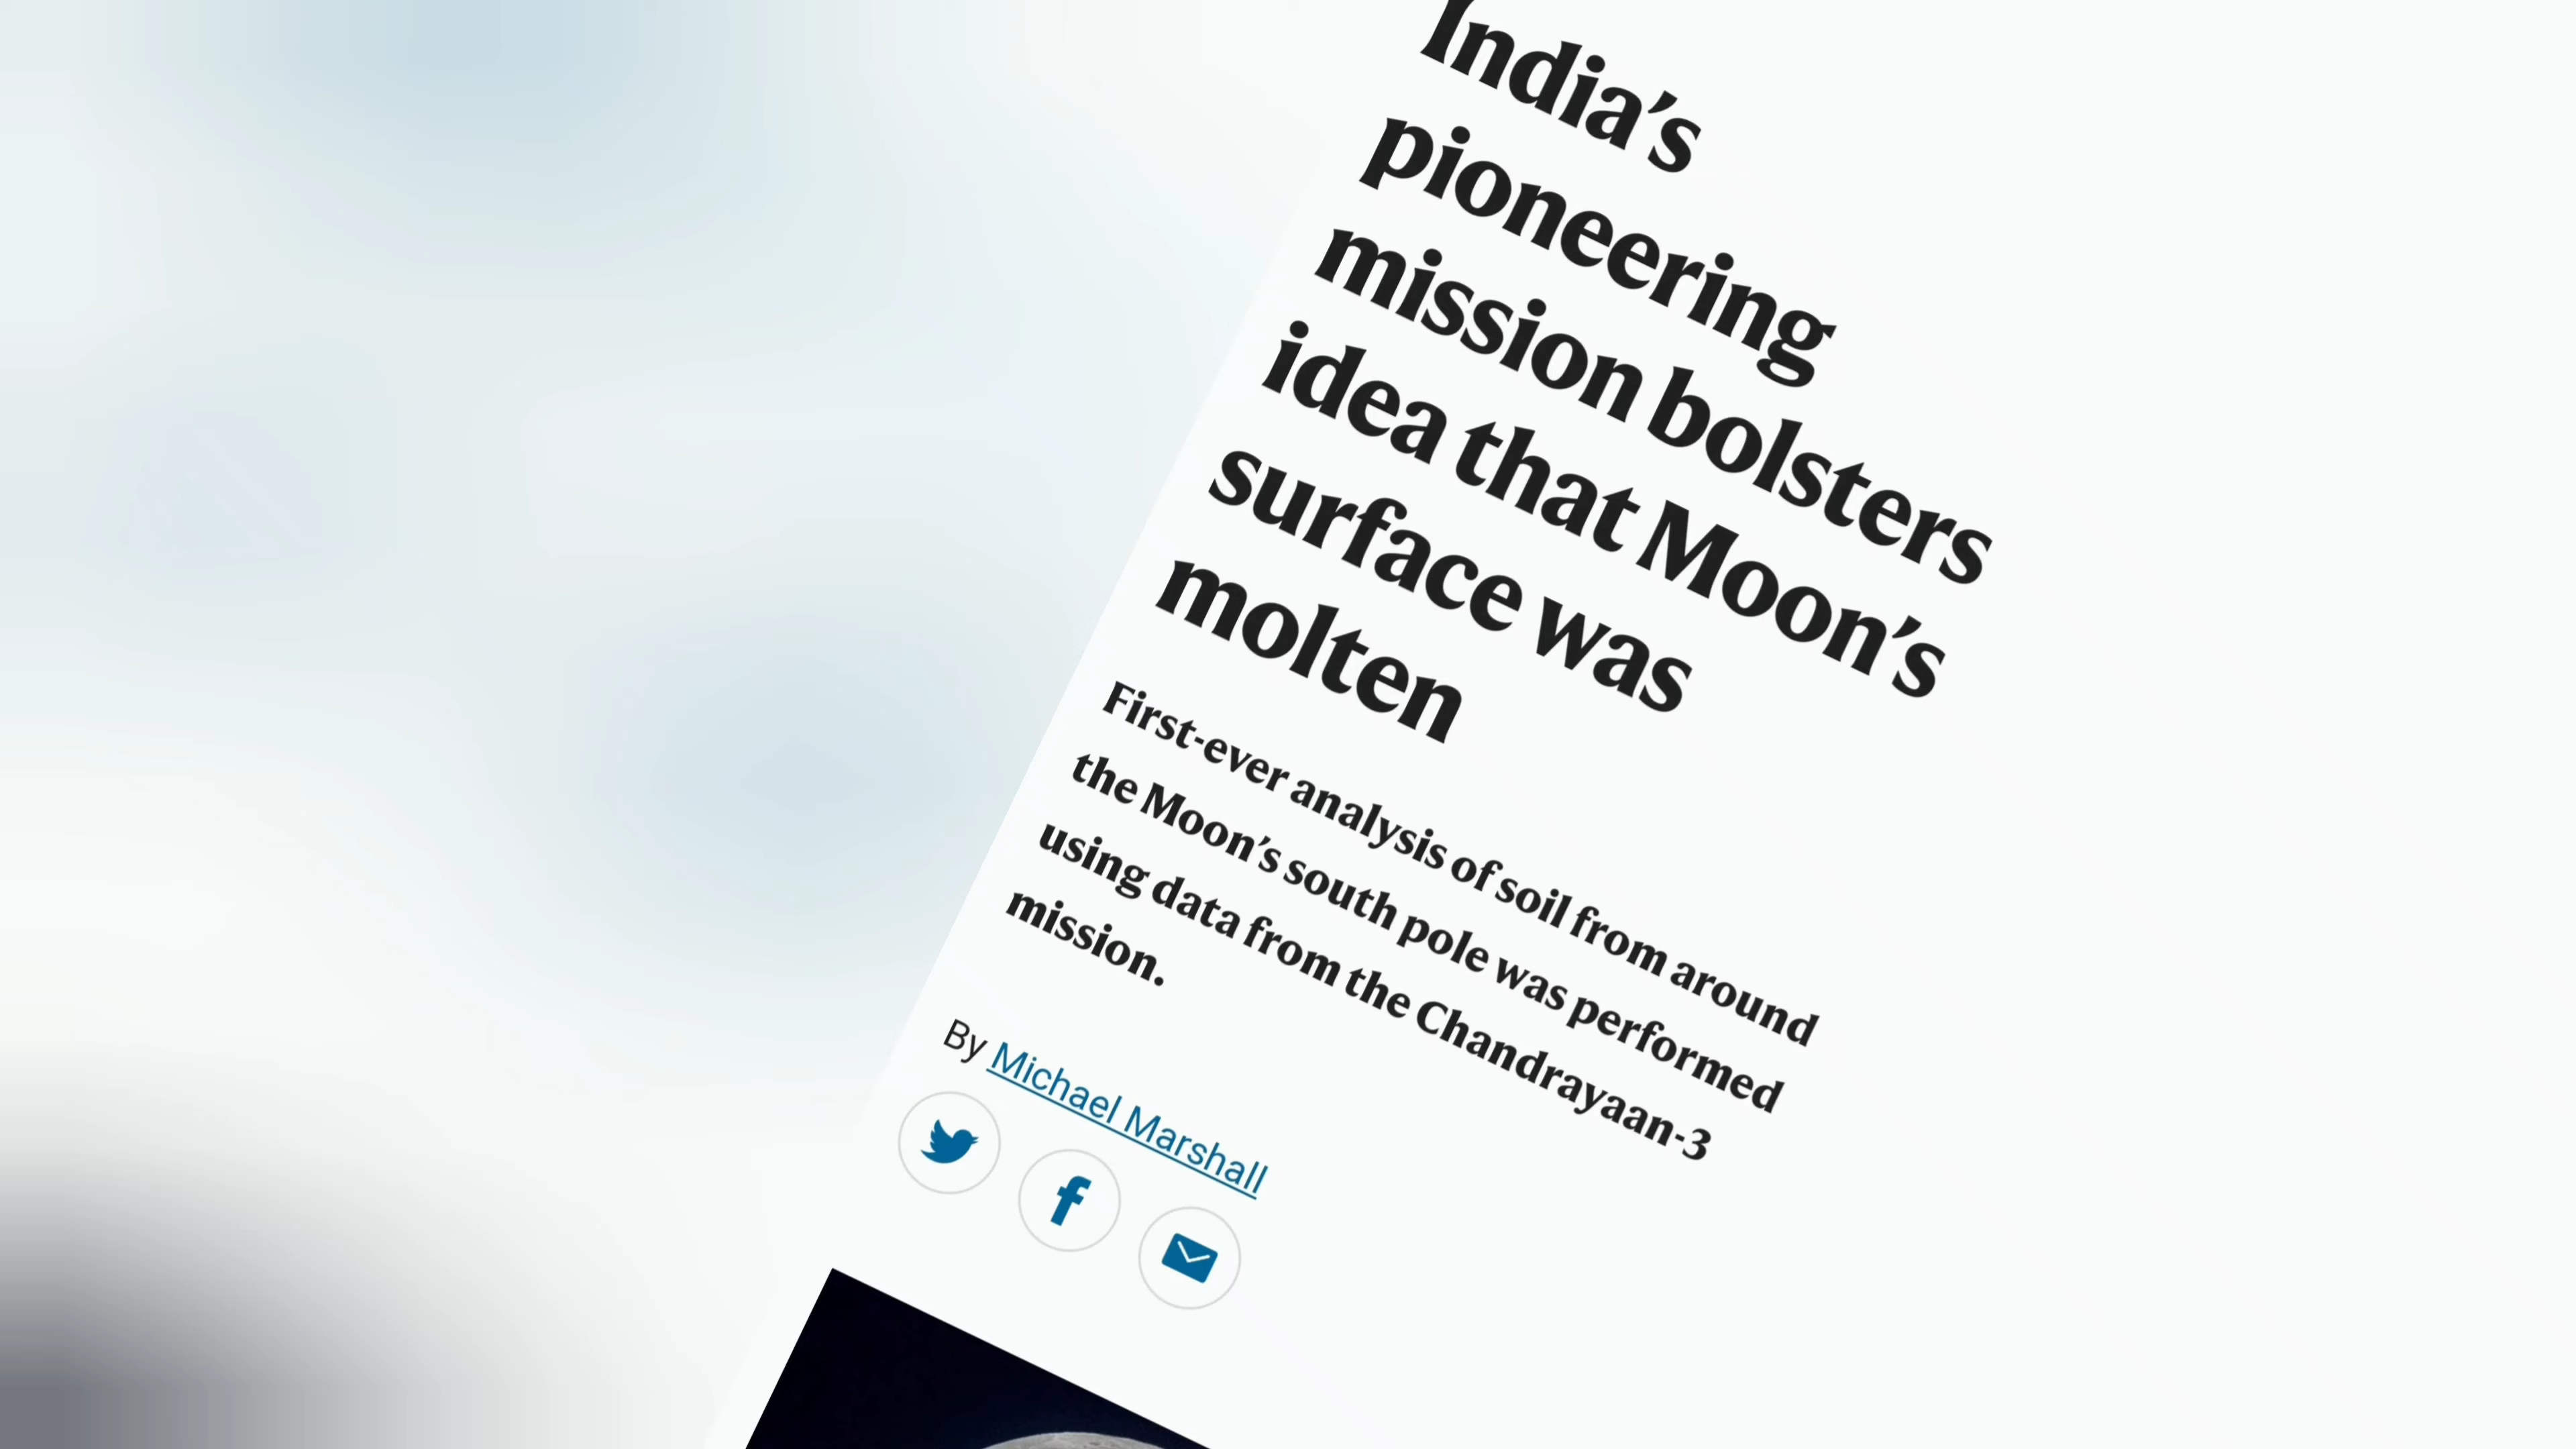 India’s
pioneering
mission bolsters
idea that Moon’s
surface was
molten
First-ever analysis of soil from around
the Moon’s south pole was performed
using data from the Chandrayaan-3
mission.
By Michael Marshall